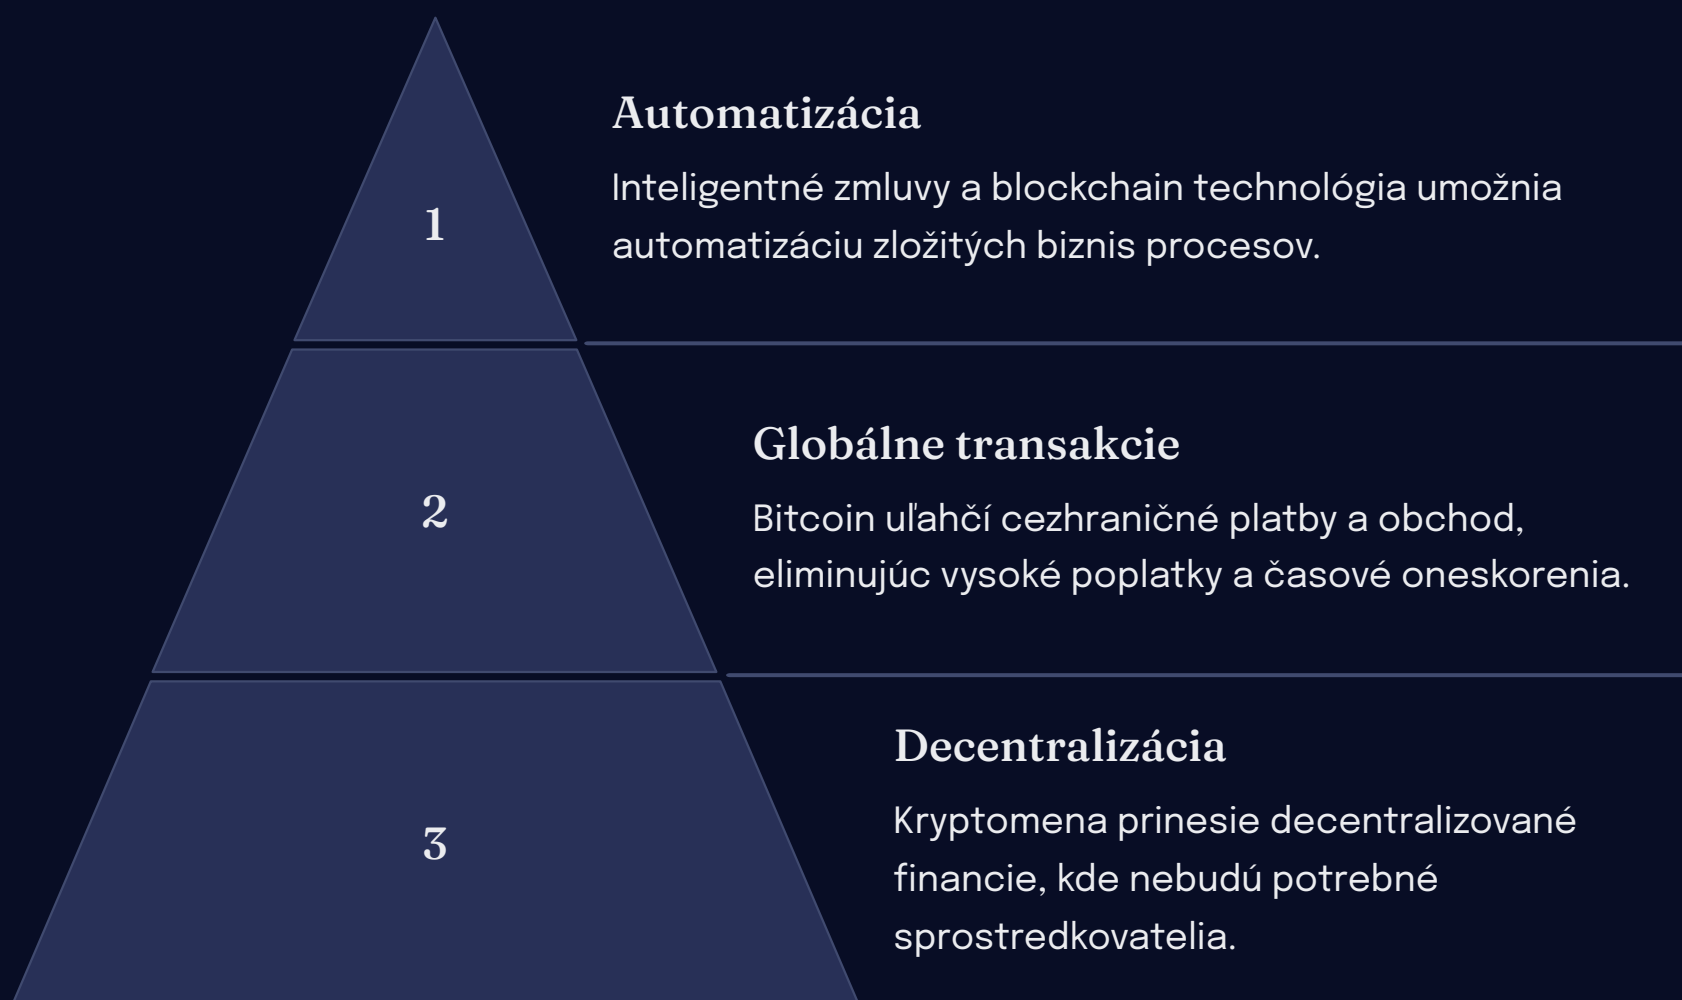 1
Automatizácia
Inteligentné zmluvy a blockchain technológia umožnia
automatizáciu zložitých biznis procesov.
2
Globálne transakcie
Bitcoin uľahčí cezhraničné platby a obchod,
eliminujúc vysoké poplatky a časové oneskorenia.
3
Decentralizácia
Kryptomena prinesie decentralizované
financie, kde nebudú potrebné
sprostredkovatelia.